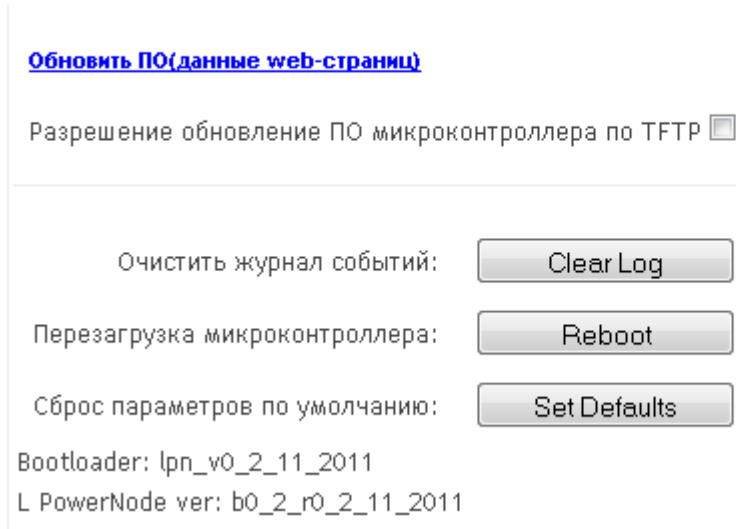 Обновить ПО(данные web-страниц)
Разрешение обновление ПО микроконтроллера по TFTP
Очистить журнал событий: Clear Log
Перезагрузка микроконтроллера: Reboot
Сброс параметров по умолчанию: Set Defaults
Bootloader: lpn_v0_2_11_2011
L PowerNode ver: b0_2_r0_2_11_2011